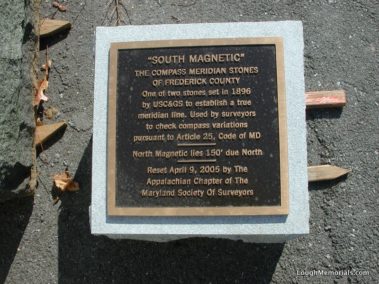 "SOUTH MAGNETIC"
THE COMPASS MERIDIAN STONES
OF FREDERICK COUNTY
One of two stones set in 1896
by USC&GS to establish a true
meridian line. Used by surveyors
to check compass variations
pursuant to Article 25, Code of MD
North Magnetic lies 150' due North
Reset April 9, 2005 by The
Appalachian Chapter of The
Maryland Society Of Surveyors
LoughMemorials.com